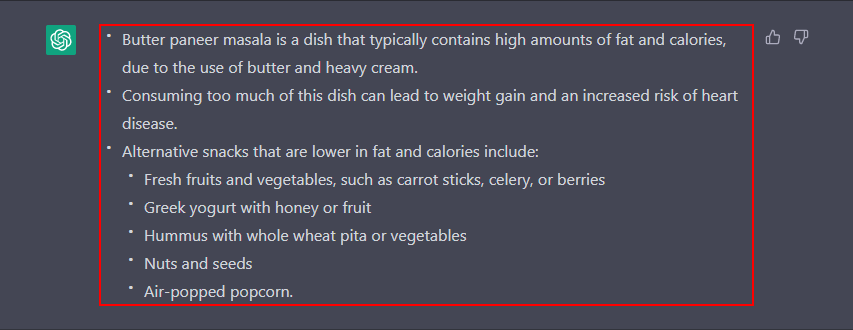 • Butter paneer masala is a dish that typically contains high amounts of fat and calories,
due to the use of butter and heavy cream.
• Consuming too much of this dish can lead to weight gain and an increased risk of heart
disease.
• Alternative snacks that are lower in fat and calories include:
• Fresh fruits and vegetables, such as carrot sticks, celery, or berries
• Greek yogurt with honey or fruit
• Hummus with whole wheat pita or vegetables
• Nuts and seeds
• Air-popped popcorn.